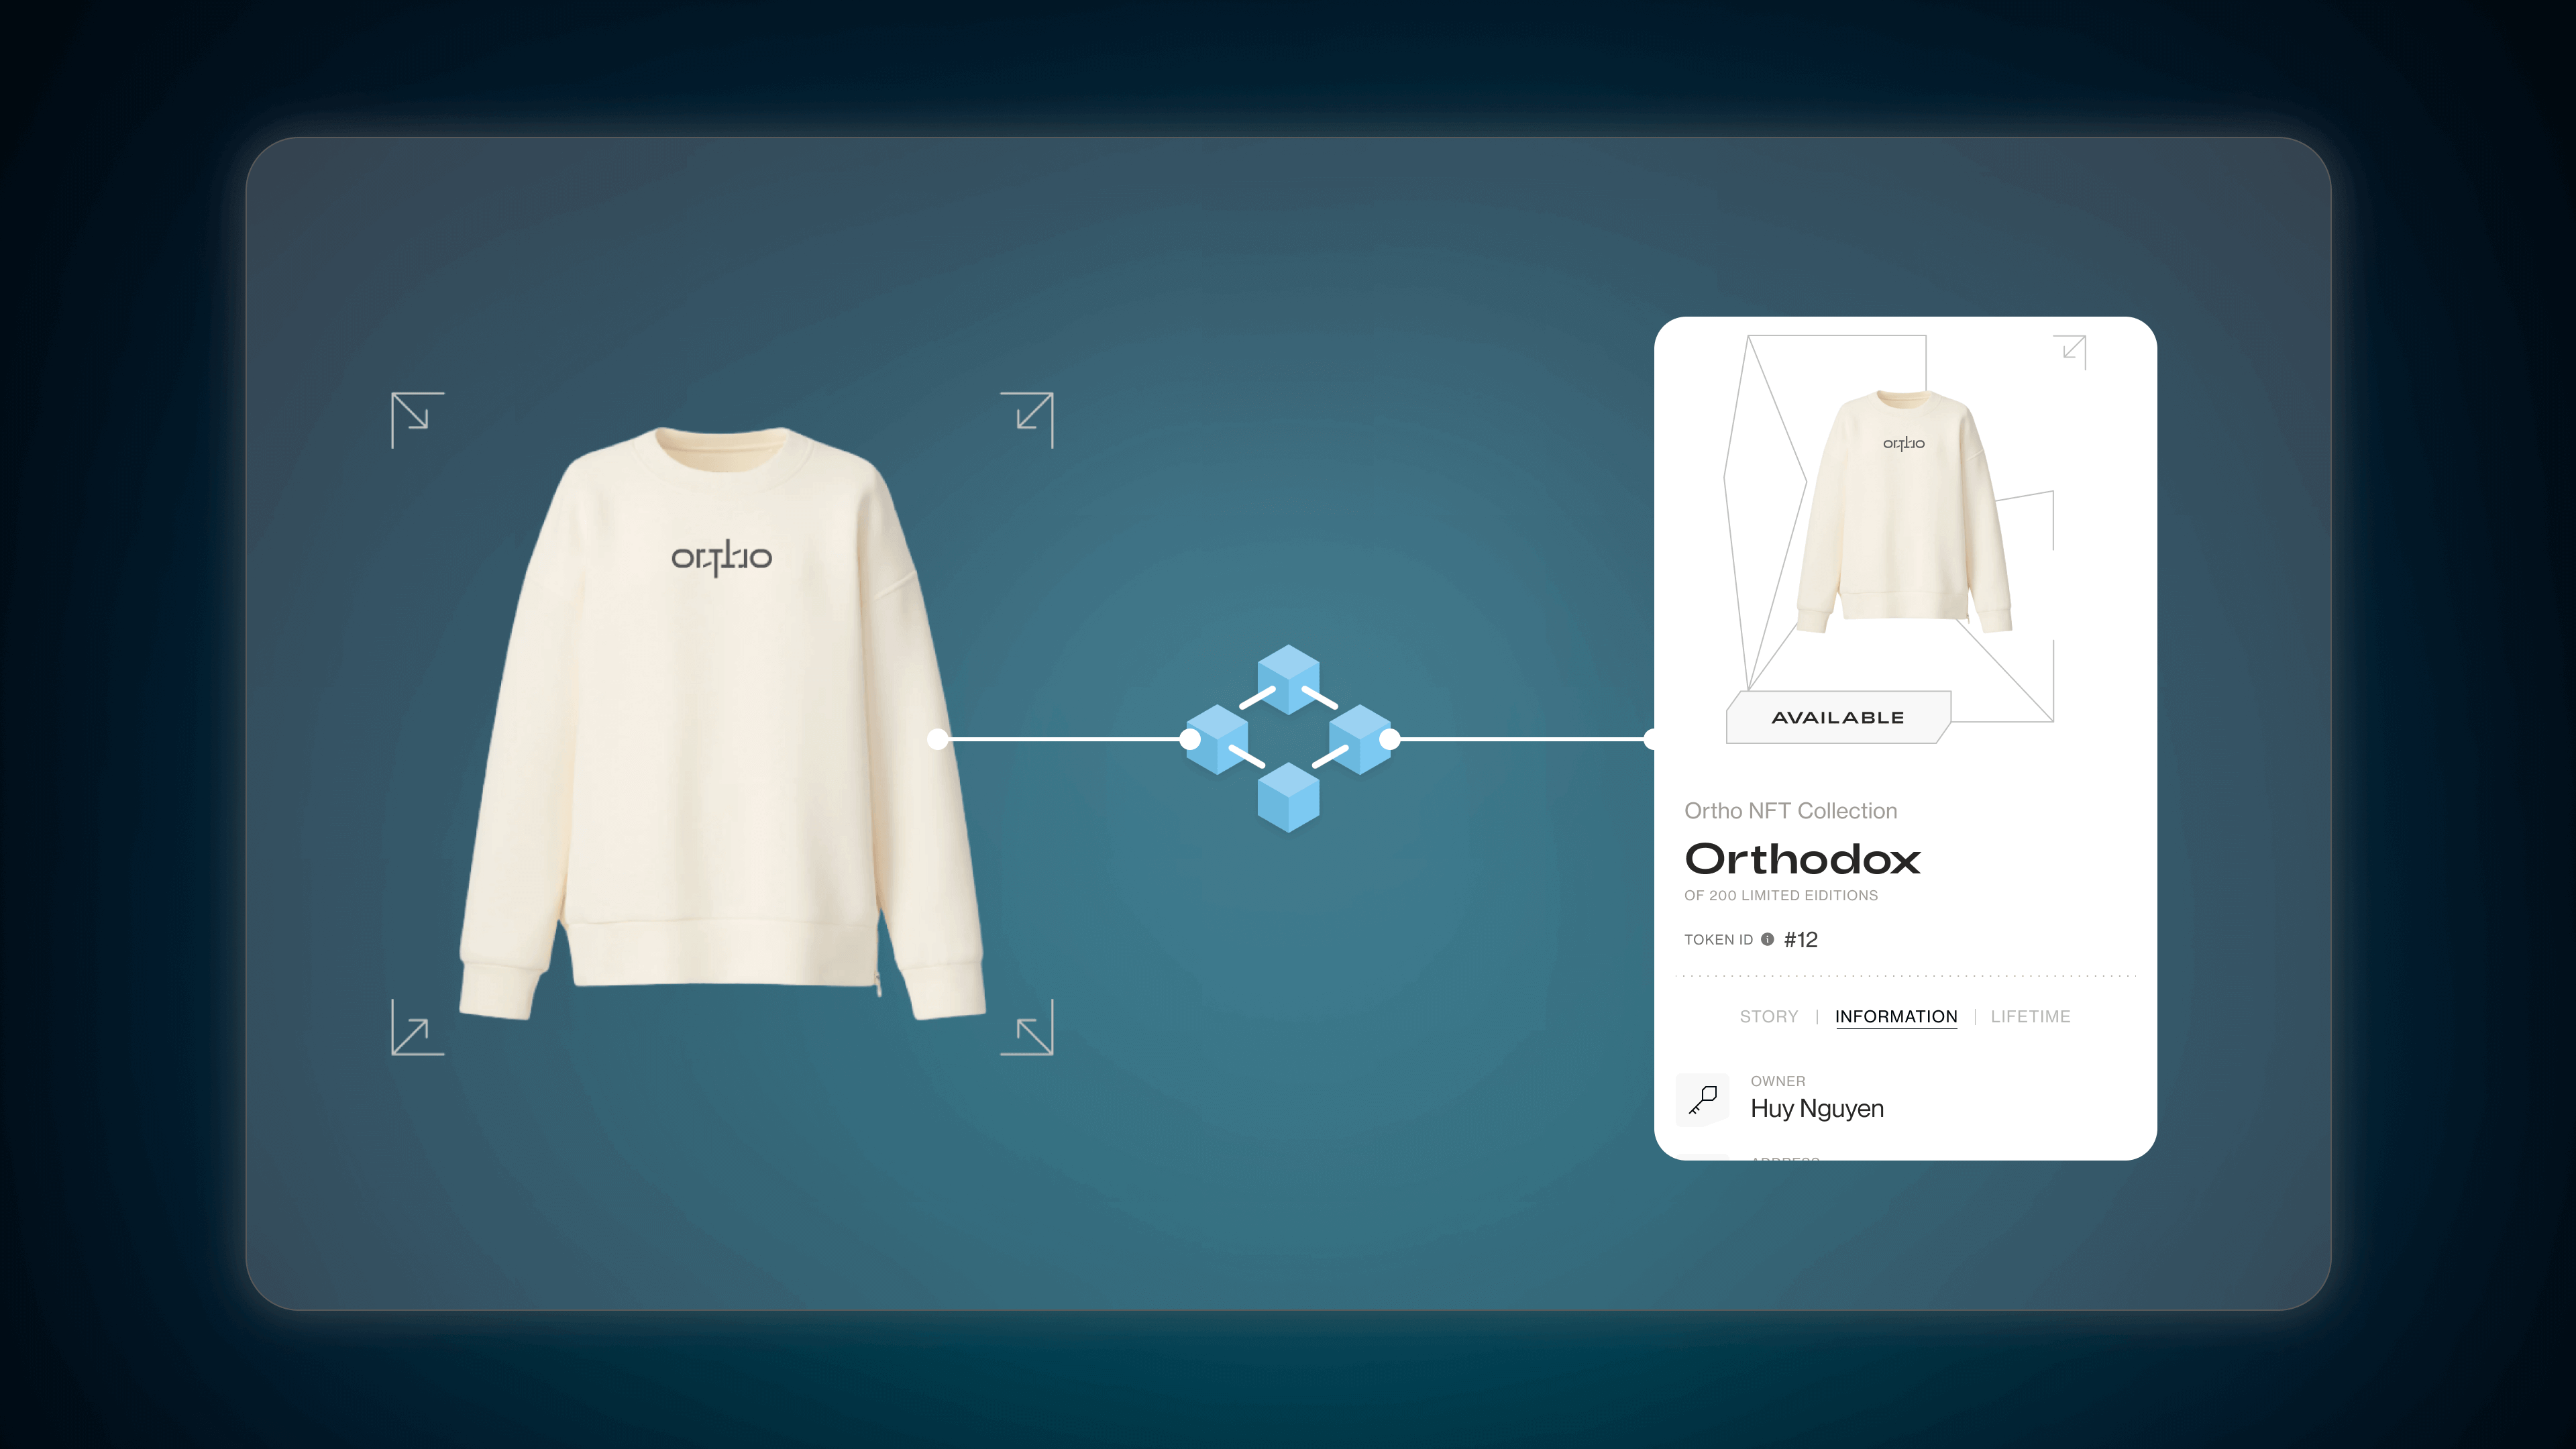 ortho
ortho
AVAILABLE
Ortho NFT Collection
Orthodox
OF 200 LIMITED EIDITIONS
TOKEN ID #12
STORY | INFORMATION | LIFETIME
OWNER
Huy Nguyen